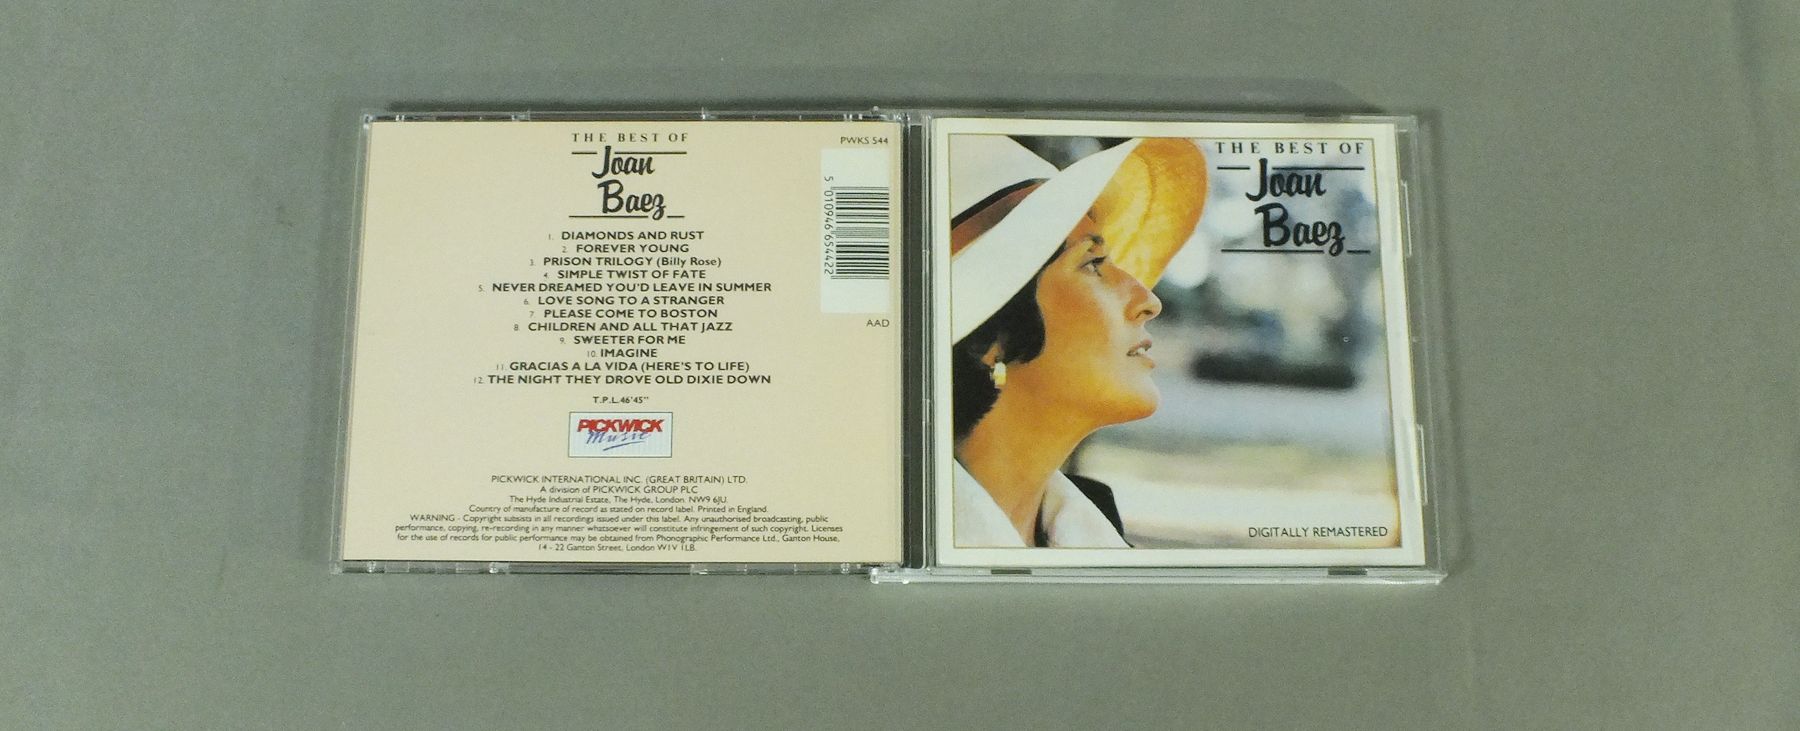 THE BEST OF
Joan
Baez
PWKS 544
5 010946 654422
AAD
1. DIAMONDS AND RUST
2. FOREVER YOUNG
3. PRISON TRILOGY (Billy Rose)
4. SIMPLE TWIST OF FATE
5. NEVER DREAMED YOU'D LEAVE IN SUMMER
6. LOVE SONG TO A STRANGER
7. PLEASE COME TO BOSTON
8. CHILDREN AND ALL THAT JAZZ
9. SWEETER FOR ME
10. IMAGINE
11. GRACIAS A LA VIDA (HERE'S TO LIFE)
12. THE NIGHT THEY DROVE OLD DIXIE DOWN
T.P.L. 46'45"
PICKWICK
Music
PICKWICK INTERNATIONAL INC. (GREAT BRITAIN) LTD.
A division of PICKWICK GROUP PLC
The Hyde Industrial Estate, The Hyde, London. NW9 6JU.
Country of manufacture of record as stated on record label. Printed in England.
WARNING - Copyright subsists in all recordings issued under this label. Any unauthorised broadcasting, public
performance, copying, re-recording in any manner whatsoever will constitute infringement of such copyright. Licenses
for the use of records for public performance may be obtained from Phonographic Performance Ltd., Ganton House,
14 - 22 Ganton Street, London W1V 1LB.
THE BEST OF
Joan
Baez
DIGITALLY REMASTERED